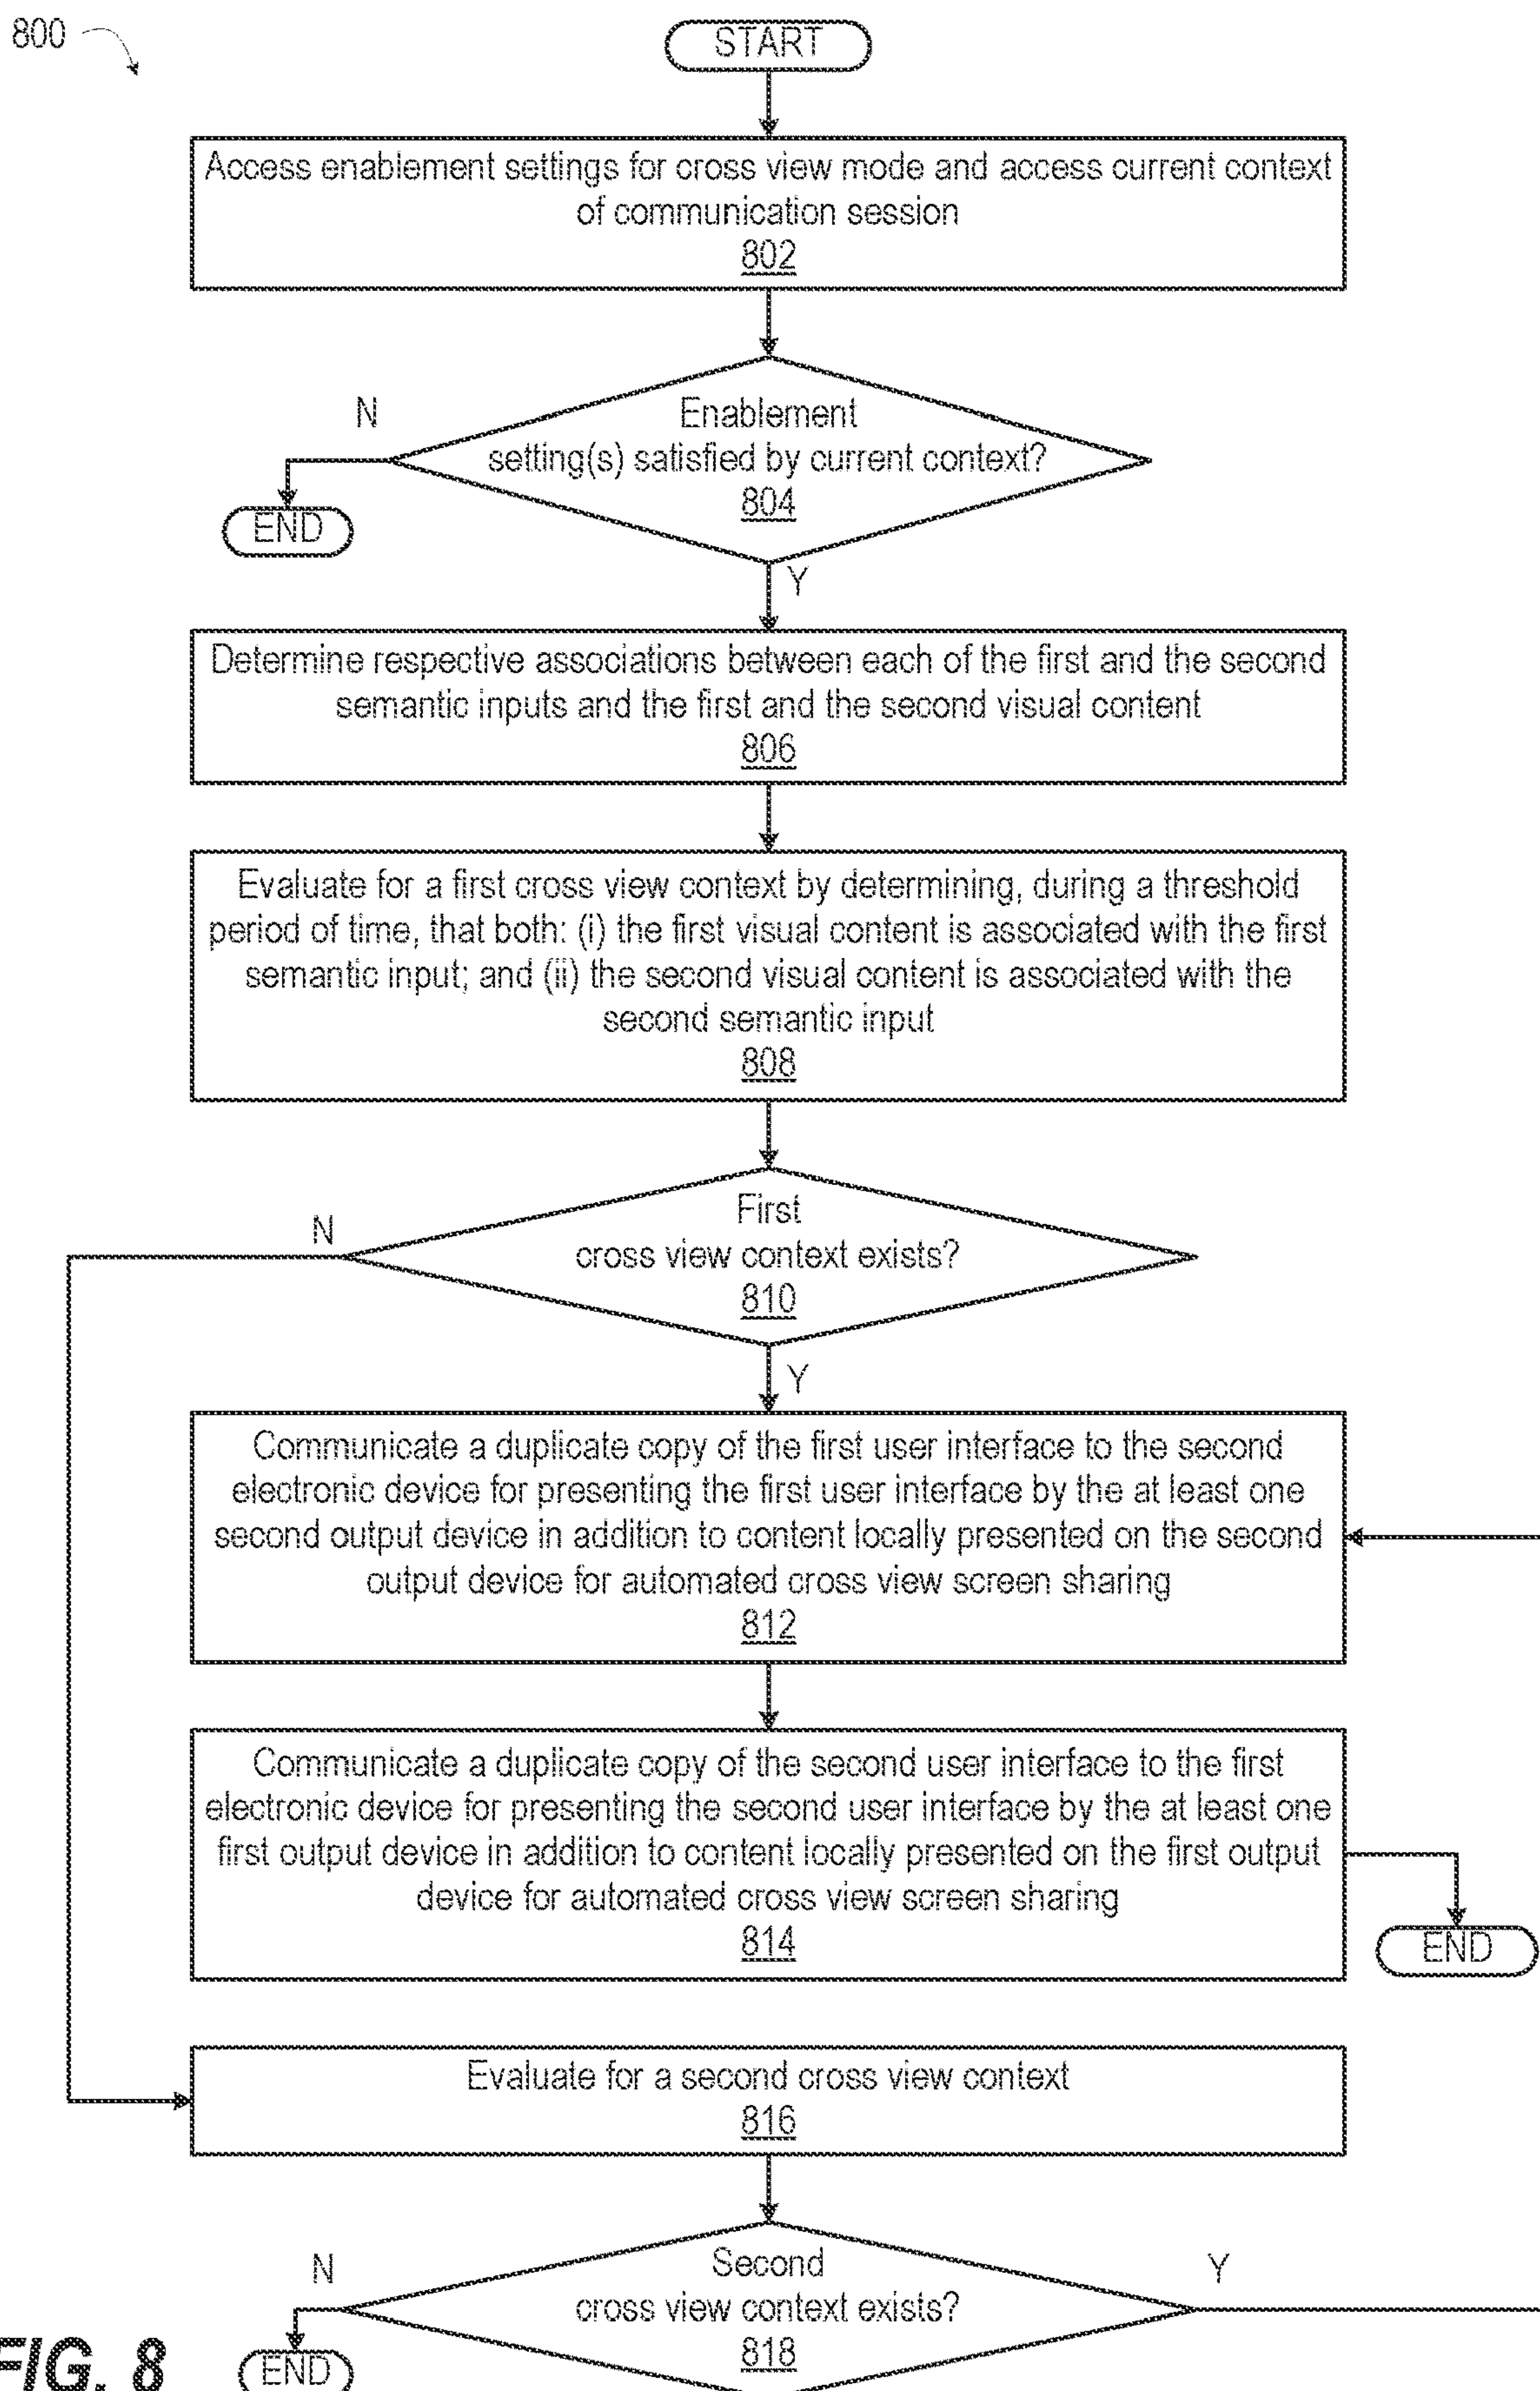 800
START
Access enablement settings for cross view mode and access current context
of communication session
802
N
Enablement
setting(s) satisfied by current context?
804
END
Y
Determine respective associations between each of the first and the second
semantic inputs and the first and the second visual content
806
Evaluate for a first cross view context by determining, during a threshold
period of time, that both: (i) the first visual content is associated with the first
semantic input; and (ii) the second visual content is associated with the
second semantic input
808
N
First
cross view context exists?
810
Y
Communicate a duplicate copy of the first user interface to the second
electronic device for presenting the first user interface by the at least one
second output device in addition to content locally presented on the second
output device for automated cross view screen sharing
812
Communicate a duplicate copy of the second user interface to the first
electronic device for presenting the second user interface by the at least one
first output device in addition to content locally presented on the first output
device for automated cross view screen sharing
814
END
Evaluate for a second cross view context
816
N
Second
cross view context exists?
818
Y
END
FIG. 8